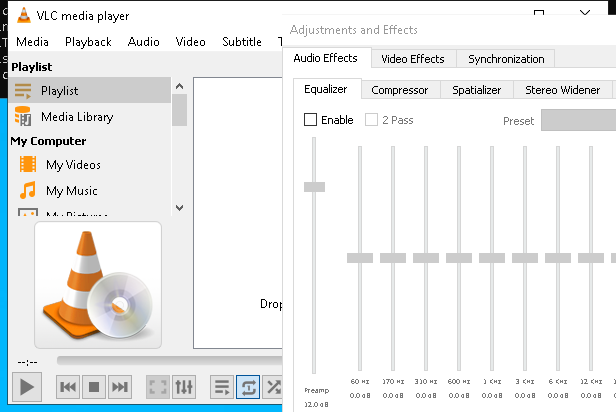 VLC media player
Media Playback Audio Video Subtitle
Playlist
Playlist
Media Library
My Computer
My Videos
My Music
My Pictures
Drop
--:--
Adjustments and Effects
Audio Effects Video Effects Synchronization
Equalizer Compressor Spatializer Stereo Widener
Enable 2 Pass Preset
60 Hz 170 Hz 310 Hz 600 Hz 1 KHz 3 KHz 6 KHz 12 KHz
Preamp 0.0 dB 0.0 dB 0.0 dB 0.0 dB 0.0 dB 0.0 dB 0.0 dB 0.0 dB
12.0 dB